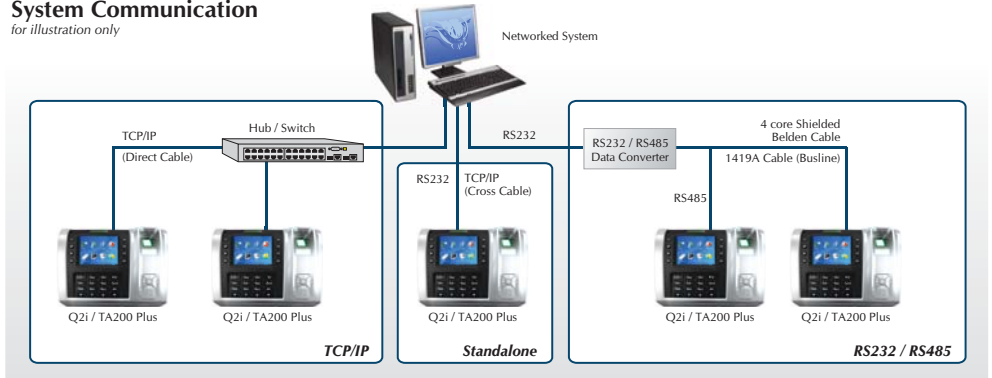 System Communication
for illustration only
Networked System
TCP/IP
(Direct Cable)
Hub / Switch
RS232
TCP/IP
(Cross Cable)
RS232
RS232 / RS485
Data Converter
4 core Shielded
Belden Cable
1419A Cable (Busline)
RS485
Q2i / TA200 Plus
Q2i / TA200 Plus
Q2i / TA200 Plus
Q2i / TA200 Plus
Q2i / TA200 Plus
TCP/IP
Standalone
RS232 / RS485